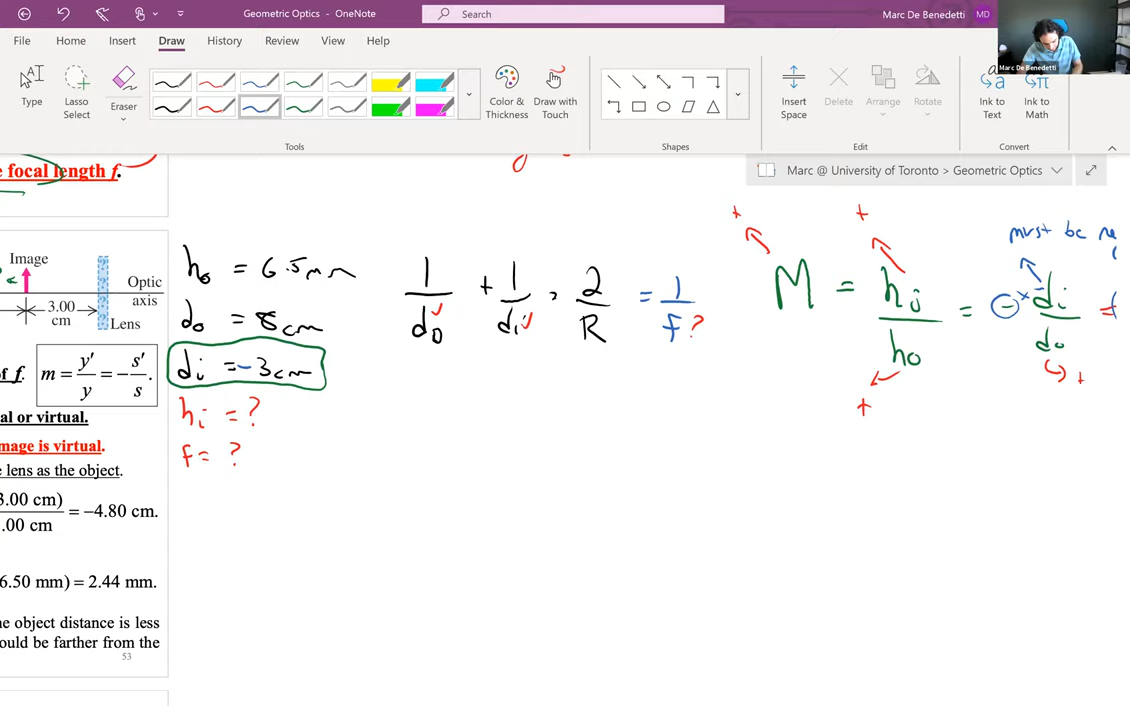 Geometric Optics - OneNote
Search
Marc De Benedetti
MD
Marc De Benedetti
File Home Insert Draw History Review View Help
Type
Lasso Select
Eraser
Color & Thickness
Draw with Touch
Insert Space
Delete
Arrange
Rotate
Ink to Text
Ink to Math
Tools
Shapes
Edit
Convert
Marc @ University of Toronto > Geometric Optics
e focal length f.
Image
Optic axis
3.00 cm
Lens
of f. m = y′/y = −s′/s.
al or virtual.
mage is virtual.
e lens as the object.
3.00 cm)
.00 cm
= −4.80 cm.
6.50 mm) = 2.44 mm.
he object distance is less
ould be farther from the
53
ho = 6.5mm
do = 8cm
di = -3cm
hi = ?
f = ?
1/do + 1/di = 2/R = 1/f ?
must be
M = hi/ho = - di/do =
+
+
+
+